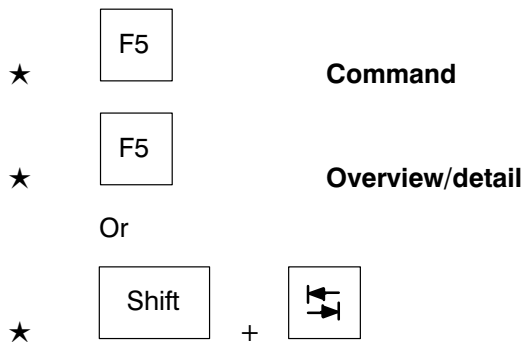 F5
★ Command
F5
★ Overview/detail
Or
Shift
★ +